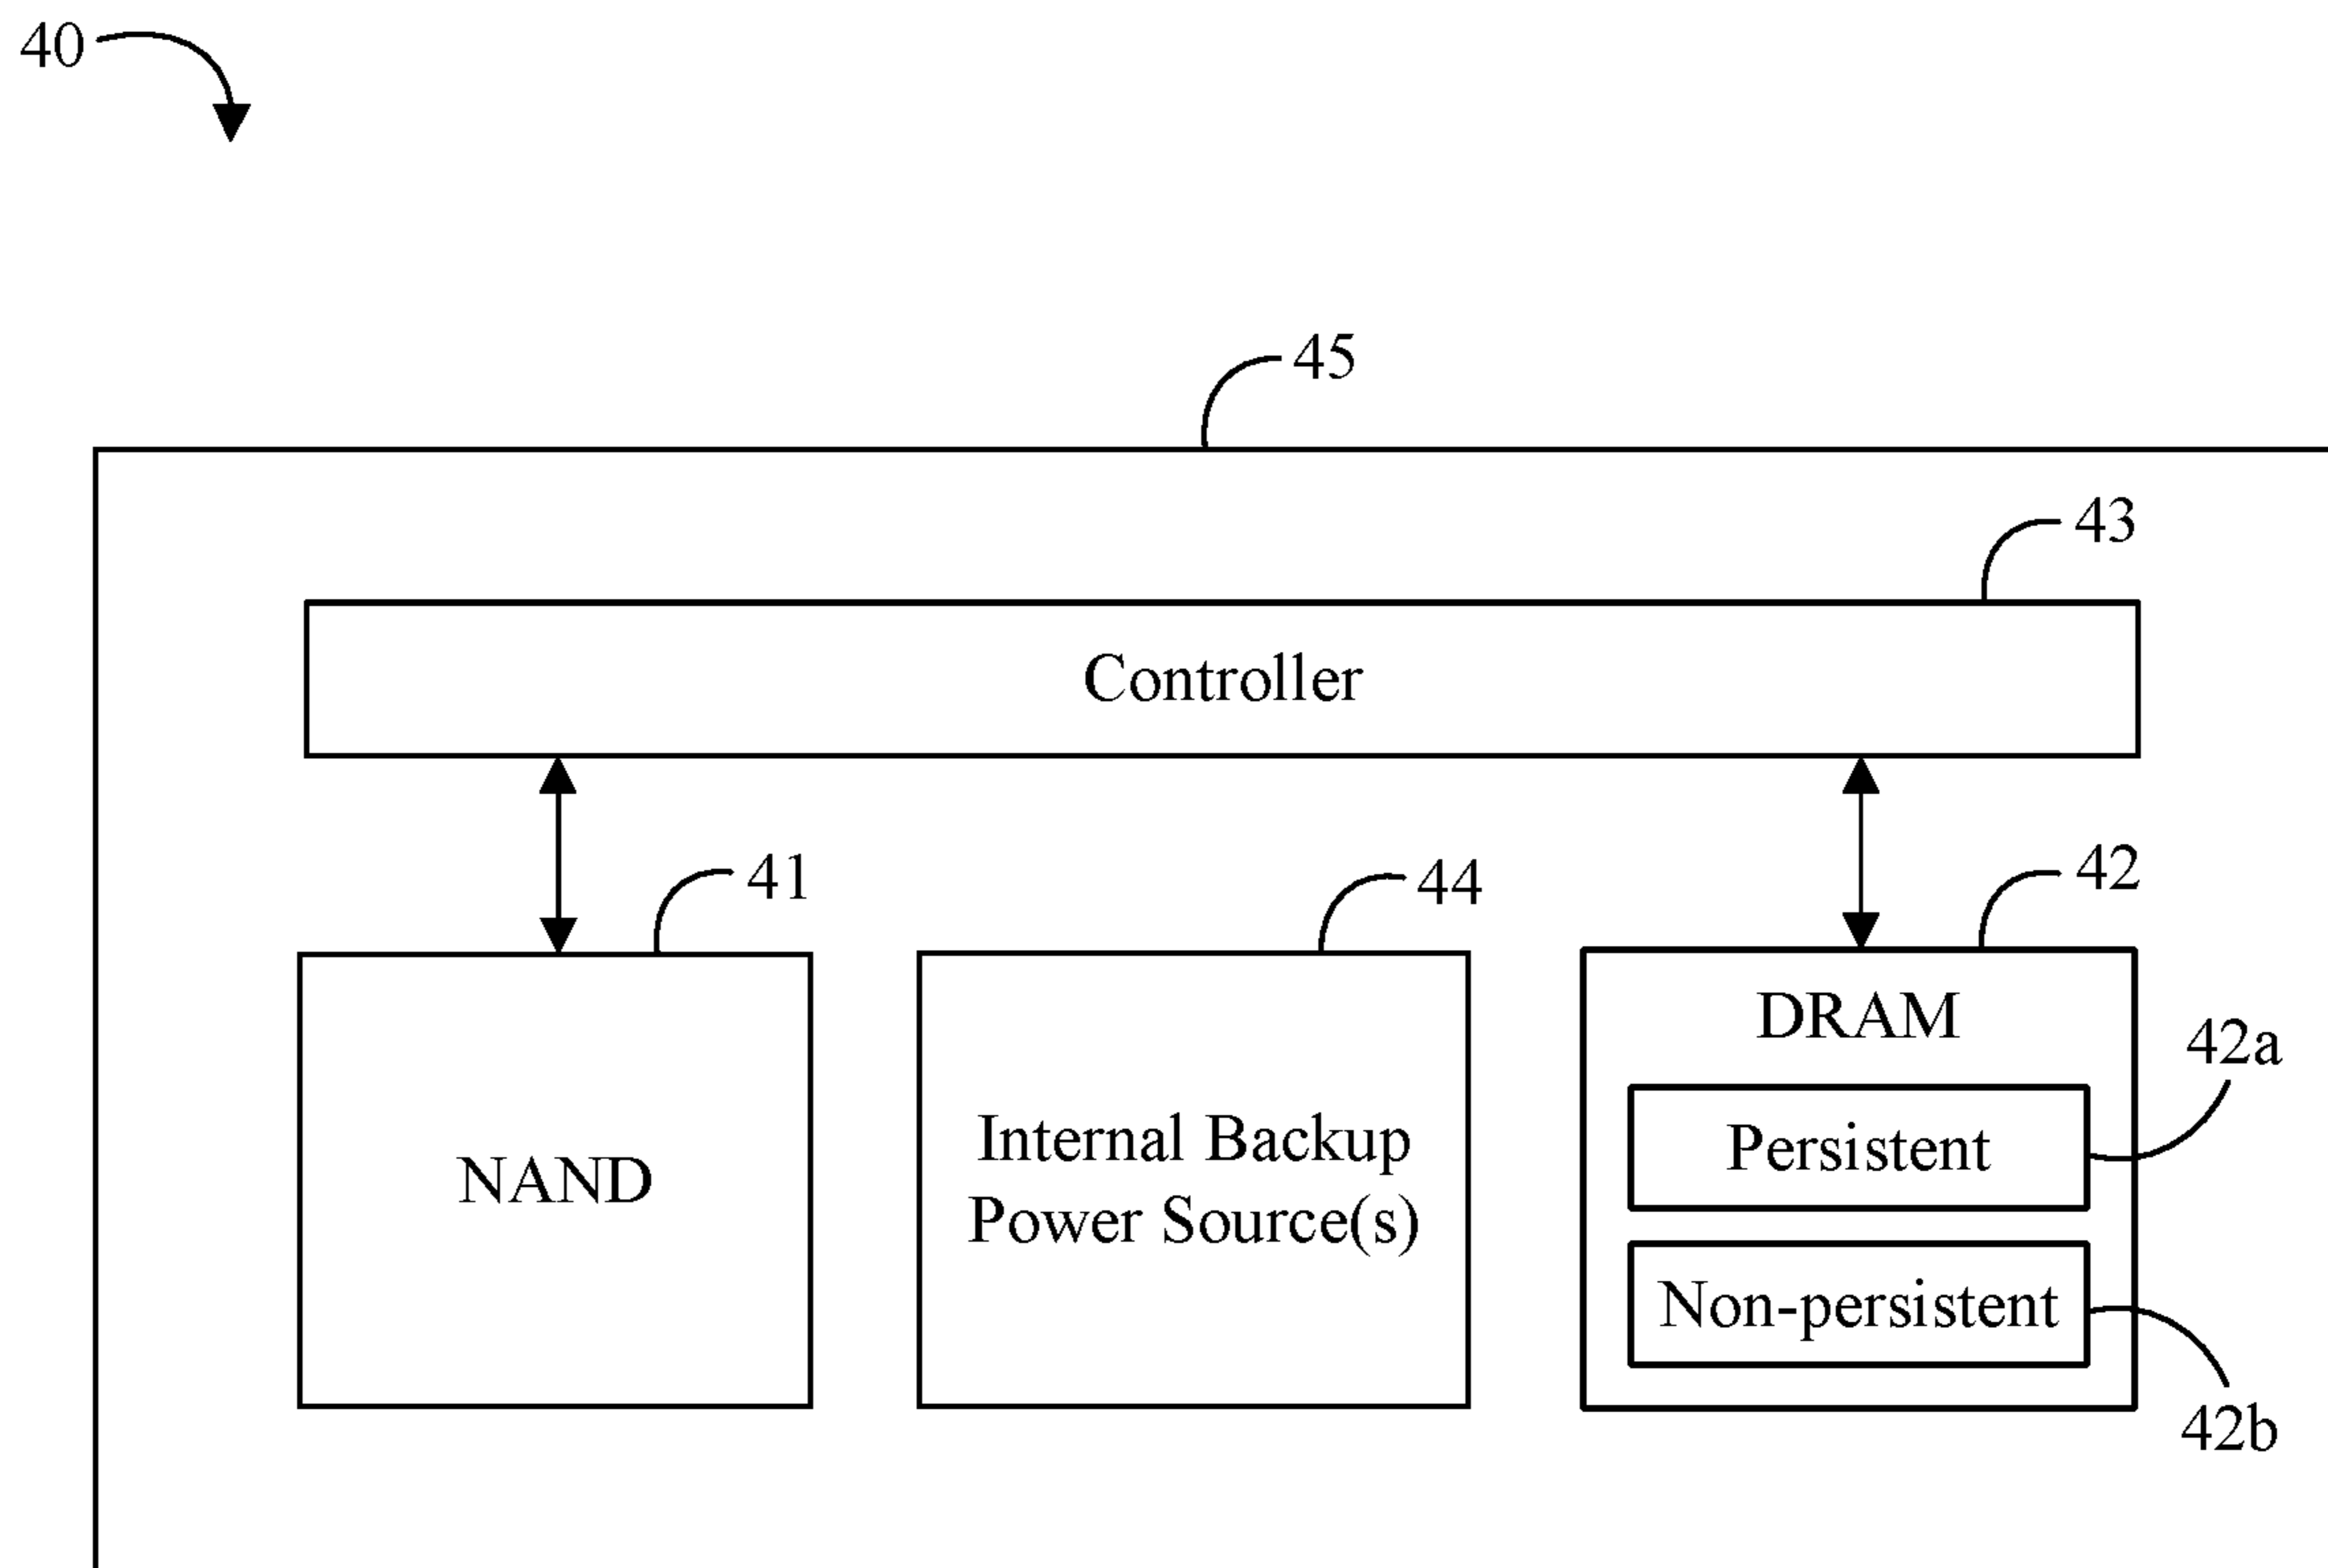 40
45
43
Controller
41
44
42
DRAM
42a
NAND
Internal Backup
Power Source(s)
Persistent
Non-persistent
42b